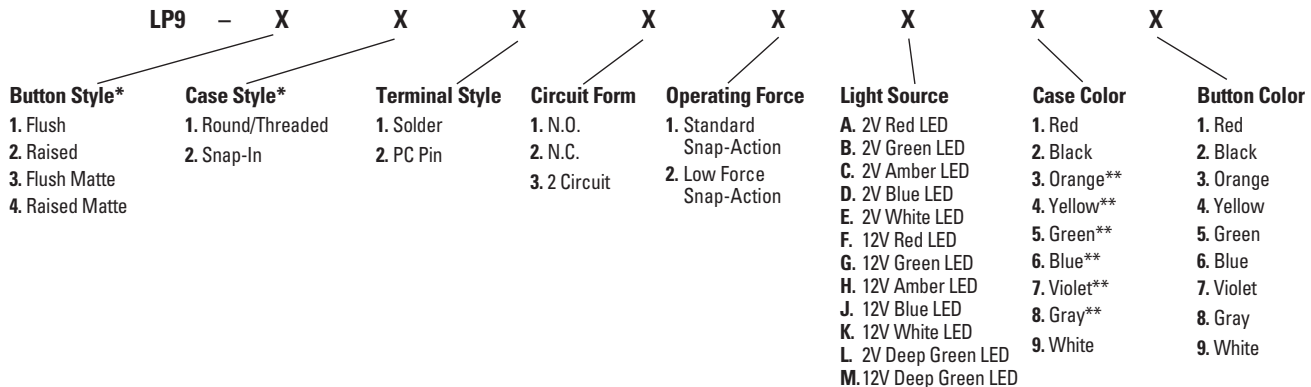 LP9 – X X X X X X X X
Button Style*
1. Flush
2. Raised
3. Flush Matte
4. Raised Matte
Case Style*
1. Round/Threaded
2. Snap-In
Terminal Style
1. Solder
2. PC Pin
Circuit Form
1. N.O.
2. N.C.
3. 2 Circuit
Operating Force
1. Standard
Snap-Action
2. Low Force
Snap-Action
Light Source
A. 2V Red LED
B. 2V Green LED
C. 2V Amber LED
D. 2V Blue LED
E. 2V White LED
F. 12V Red LED
G. 12V Green LED
H. 12V Amber LED
J. 12V Blue LED
K. 12V White LED
L. 2V Deep Green LED
M. 12V Deep Green LED
Case Color
1. Red
2. Black
3. Orange**
4. Yellow**
5. Green**
6. Blue**
7. Violet**
8. Gray**
9. White
Button Color
1. Red
2. Black
3. Orange
4. Yellow
5. Green
6. Blue
7. Violet
8. Gray
9. White